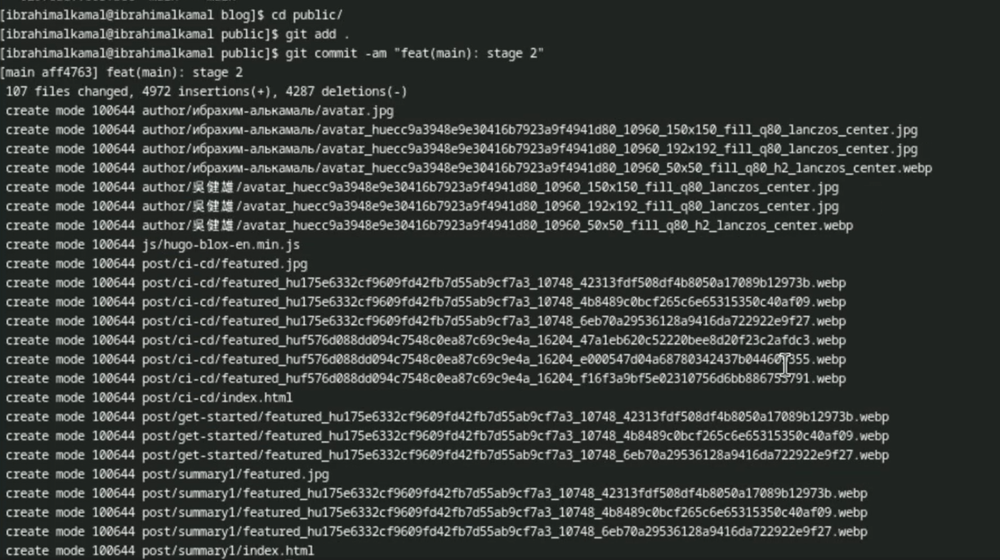 [ibrahimalkamal@ibrahimalkamal blog]$ cd public/
[ibrahimalkamal@ibrahimalkamal public]$ git add .
[ibrahimalkamal@ibrahimalkamal public]$ git commit -am "feat(main): stage 2"
[main aff4763] feat(main): stage 2
107 files changed, 4972 insertions(+), 4287 deletions(-)
create mode 100644 author/ибрахим-алькамаль/avatar.jpg
create mode 100644 author/ибрахим-алькамаль/avatar_huecc9a3948e9e30416b7923a9f4941d80_10960_150x150_fill_q80_lanczos_center.jpg
create mode 100644 author/ибрахим-алькамаль/avatar_huecc9a3948e9e30416b7923a9f4941d80_10960_192x192_fill_q80_lanczos_center.jpg
create mode 100644 author/ибрахим-алькамаль/avatar_huecc9a3948e9e30416b7923a9f4941d80_10960_50x50_fill_q80_h2_lanczos_center.webp
create mode 100644 author/吳健雄/avatar_huecc9a3948e9e30416b7923a9f4941d80_10960_150x150_fill_q80_lanczos_center.jpg
create mode 100644 author/吳健雄/avatar_huecc9a3948e9e30416b7923a9f4941d80_10960_192x192_fill_q80_lanczos_center.jpg
create mode 100644 author/吳健雄/avatar_huecc9a3948e9e30416b7923a9f4941d80_10960_50x50_fill_q80_h2_lanczos_center.webp
create mode 100644 js/hugo-blox-en.min.js
create mode 100644 post/ci-cd/featured.jpg
create mode 100644 post/ci-cd/featured_hu175e6332cf9609fd42fb7d55ab9cf7a3_10748_42313fdf508df4b8050a17089b12973b.webp
create mode 100644 post/ci-cd/featured_hu175e6332cf9609fd42fb7d55ab9cf7a3_10748_4b8489c0bcf265c6e65315350c40af09.webp
create mode 100644 post/ci-cd/featured_hu175e6332cf9609fd42fb7d55ab9cf7a3_10748_6eb70a29536128a9416da722922e9f27.webp
create mode 100644 post/ci-cd/featured_huf576d088dd094c7548c0ea87c69c9e4a_16204_47a1eb620c52220bee8d20f23c2afdc3.webp
create mode 100644
create mode 100644 post/ci-cd/featured_huf576d088dd094c7548c0ea87c69c9e4a_16204_f16f3a9bf5e02310756d6bb886753791.webp
create mode 100644 post/ci-cd/index.html
create mode 100644 post/get-started/featured_hu175e6332cf9609fd42fb7d55ab9cf7a3_10748_42313fdf508df4b8050a17089b12973b.webp
create mode 100644 post/get-started/featured_hu175e6332cf9609fd42fb7d55ab9cf7a3_10748_4b8489c0bcf265c6e65315350c40af09.webp
create mode 100644 post/get-started/featured_hu175e6332cf9609fd42fb7d55ab9cf7a3_10748_6eb70a29536128a9416da722922e9f27.webp
create mode 100644 post/summary1/featured.jpg
create mode 100644 post/summary1/featured_hu175e6332cf9609fd42fb7d55ab9cf7a3_10748_42313fdf508df4b8050a17089b12973b.webp
create mode 100644 post/summary1/featured_hu175e6332cf9609fd42fb7d55ab9cf7a3_10748_4b8489c0bcf265c6e65315350c40af09.webp
create mode 100644 post/summary1/featured_hu175e6332cf9609fd42fb7d55ab9cf7a3_10748_6eb70a29536128a9416da722922e9f27.webp
create mode 100644 post/summary1/index.html